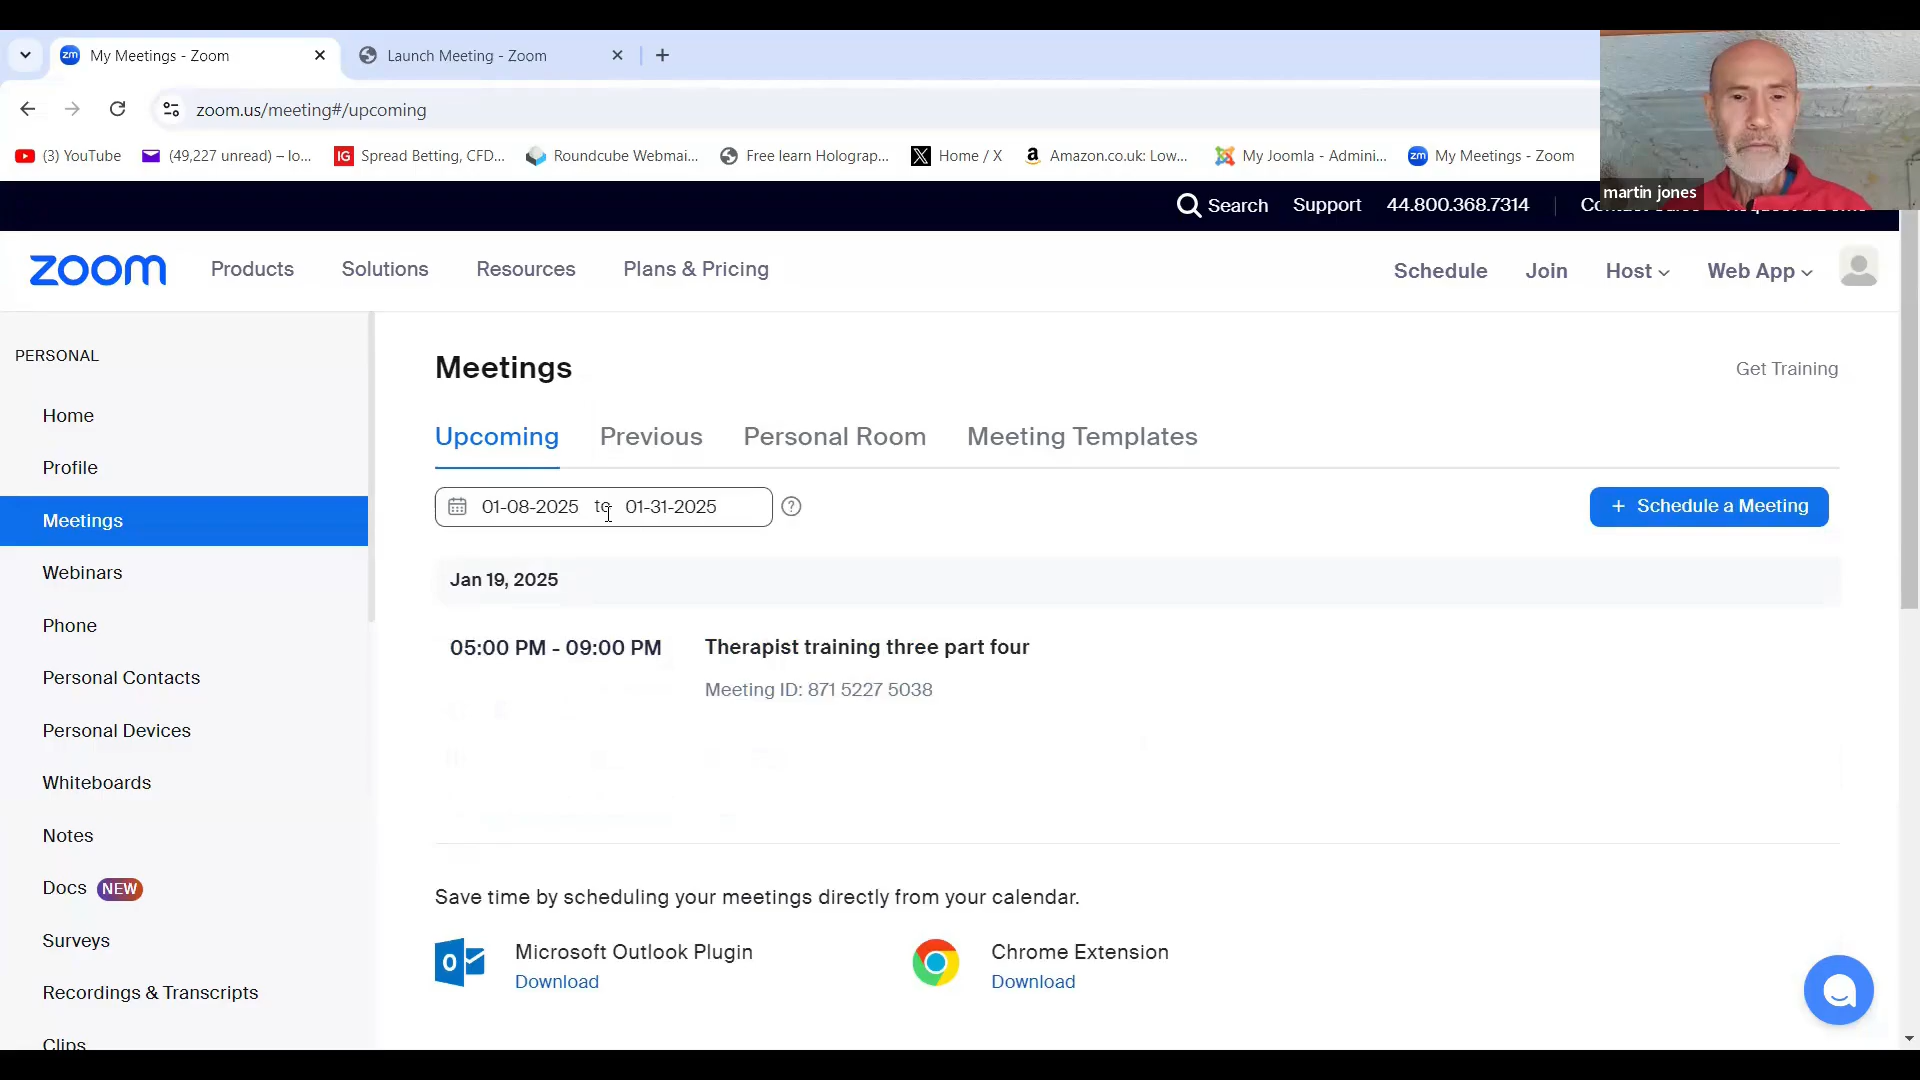 My Meetings - Zoom
Launch Meeting - Zoom
zoom.us/meeting#/upcoming
(3) YouTube
(49,227 unread) – lo...
IG Spread Betting, CFD...
Roundcube Webmai...
Free learn Holograp...
X Home / X
a Amazon.co.uk: Low...
My Joomla - Admini...
zm My Meetings - Zoom
martin jones
Search
Support
44.800.368.7314
zoom
Products
Solutions
Resources
Plans & Pricing
Schedule
Join
Host
Web App
PERSONAL
Home
Profile
Meetings
Webinars
Phone
Personal Contacts
Personal Devices
Whiteboards
Notes
Docs NEW
Surveys
Recordings & Transcripts
Clips
Meetings
Get Training
Upcoming
Previous
Personal Room
Meeting Templates
01-08-2025 to 01-31-2025
+ Schedule a Meeting
Jan 19, 2025
05:00 PM - 09:00 PM
Therapist training three part four
Meeting ID: 871 5227 5038
Save time by scheduling your meetings directly from your calendar.
Microsoft Outlook Plugin
Download
Chrome Extension
Download